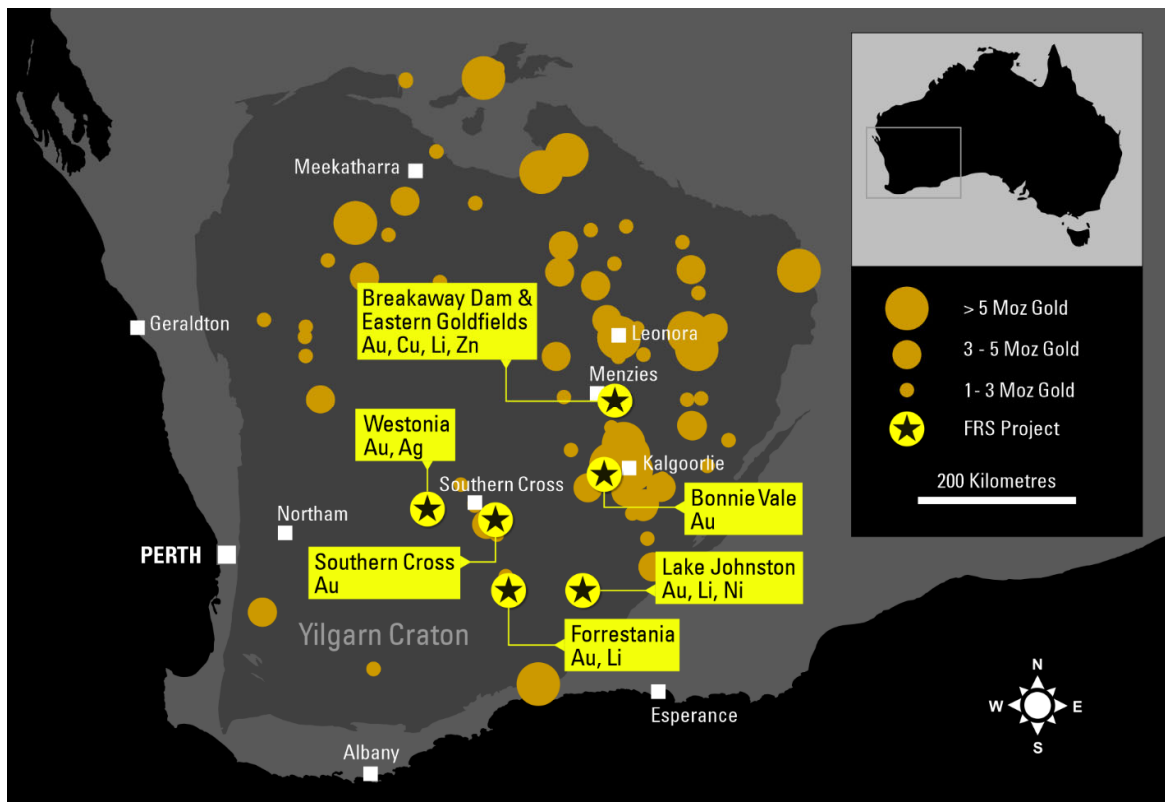 Meekatharra
Geraldton
Breakaway Dam &
Eastern Goldfields
Au, Cu, Li, Zn
Leonora
Menzies
Westonia
Au, Ag
Southern Cross
Kalgoorlie
Northam
PERTH
Bonnie Vale
Au
Southern Cross
Au
Lake Johnston
Au, Li, Ni
Yilgarn Craton
Forrestania
Au, Li
Esperance
Albany
> 5 Moz Gold
3 - 5 Moz Gold
1 - 3 Moz Gold
FRS Project
200 Kilometres
N
W
E
S